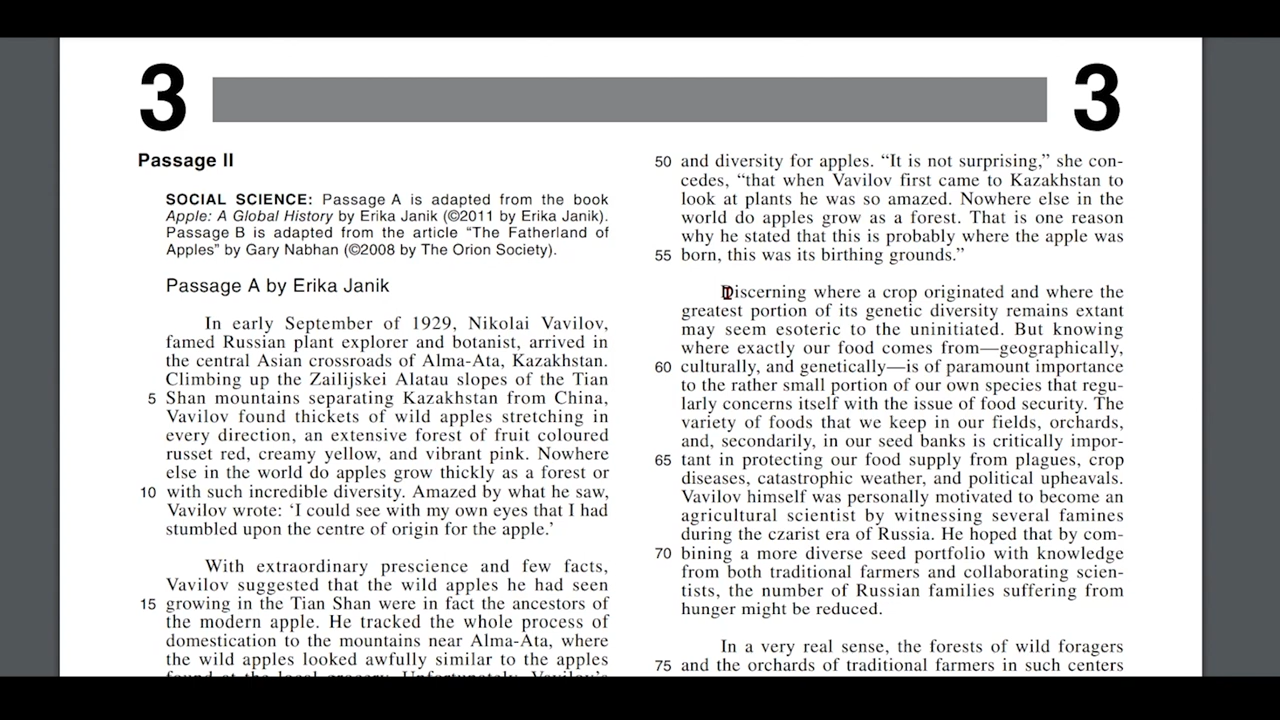 3 3
Passage II
SOCIAL SCIENCE: Passage A is adapted from the book
Apple: A Global History by Erika Janik (©2011 by Erika Janik).
Passage B is adapted from the article “The Fatherland of
Apples” by Gary Nabhan (©2008 by The Orion Society).
Passage A by Erika Janik
In early September of 1929, Nikolai Vavilov,
famed Russian plant explorer and botanist, arrived in
the central Asian crossroads of Alma-Ata, Kazakhstan.
Climbing up the Zailijskei Alatau slopes of the Tian
5 Shan mountains separating Kazakhstan from China,
Vavilov found thickets of wild apples stretching in
every direction, an extensive forest of fruit coloured
russet red, creamy yellow, and vibrant pink. Nowhere
else in the world do apples grow thickly as a forest or
10 with such incredible diversity. Amazed by what he saw,
Vavilov wrote: ‘I could see with my own eyes that I had
stumbled upon the centre of origin for the apple.’
With extraordinary prescience and few facts,
Vavilov suggested that the wild apples he had seen
15 growing in the Tian Shan were in fact the ancestors of
the modern apple. He tracked the whole process of
domestication to the mountains near Alma-Ata, where
the wild apples looked awfully similar to the apples
found at the local grocery. Unfortunately, Vavilov’s
50 and diversity for apples. “It is not surprising,” she con-
cedes, “that when Vavilov first came to Kazakhstan to
look at plants he was so amazed. Nowhere else in the
world do apples grow as a forest. That is one reason
why he stated that this is probably where the apple was
55 born, this was its birthing grounds.”
Discerning where a crop originated and where the
greatest portion of its genetic diversity remains extant
may seem esoteric to the uninitiated. But knowing
where exactly our food comes from—geographically,
60 culturally, and genetically—is of paramount importance
to the rather small portion of our own species that regu-
larly concerns itself with the issue of food security. The
variety of foods that we keep in our fields, orchards,
and, secondarily, in our seed banks is critically impor-
65 tant in protecting our food supply from plagues, crop
diseases, catastrophic weather, and political upheavals.
Vavilov himself was personally motivated to become an
agricultural scientist by witnessing several famines
during the czarist era of Russia. He hoped that by com-
70 bining a more diverse seed portfolio with knowledge
from both traditional farmers and collaborating scien-
tists, the number of Russian families suffering from
hunger might be reduced.
In a very real sense, the forests of wild foragers
75 and the orchards of traditional farmers in such centers